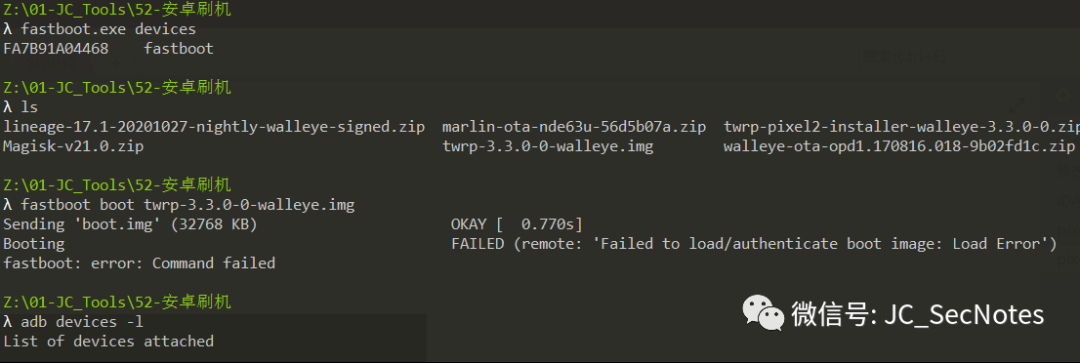 Z:\01-JC_Tools\52-安卓刷机
λ fastboot.exe devices
FA7B91A04468    fastboot
Z:\01-JC_Tools\52-安卓刷机
λ ls
lineage-17.1-20201027-nightly-walleye-signed.zip  marlin-ota-nde63u-56d5b07a.zip  twrp-pixel2-installer-walleye-3.3.0-0.zip
Magisk-v21.0.zip                                  twrp-3.3.0-0-walleye.img        walleye-ota-opd1.170816.018-9b02fd1c.zip
Z:\01-JC_Tools\52-安卓刷机
λ fastboot boot twrp-3.3.0-0-walleye.img
Sending 'boot.img' (32768 KB)                      OKAY [  0.770s]
Booting                                            FAILED (remote: 'Failed to load/authenticate boot image: Load Error')
fastboot: error: Command failed
Z:\01-JC_Tools\52-安卓刷机
λ adb devices -l
List of devices attached
微信号: JC_SecNotes